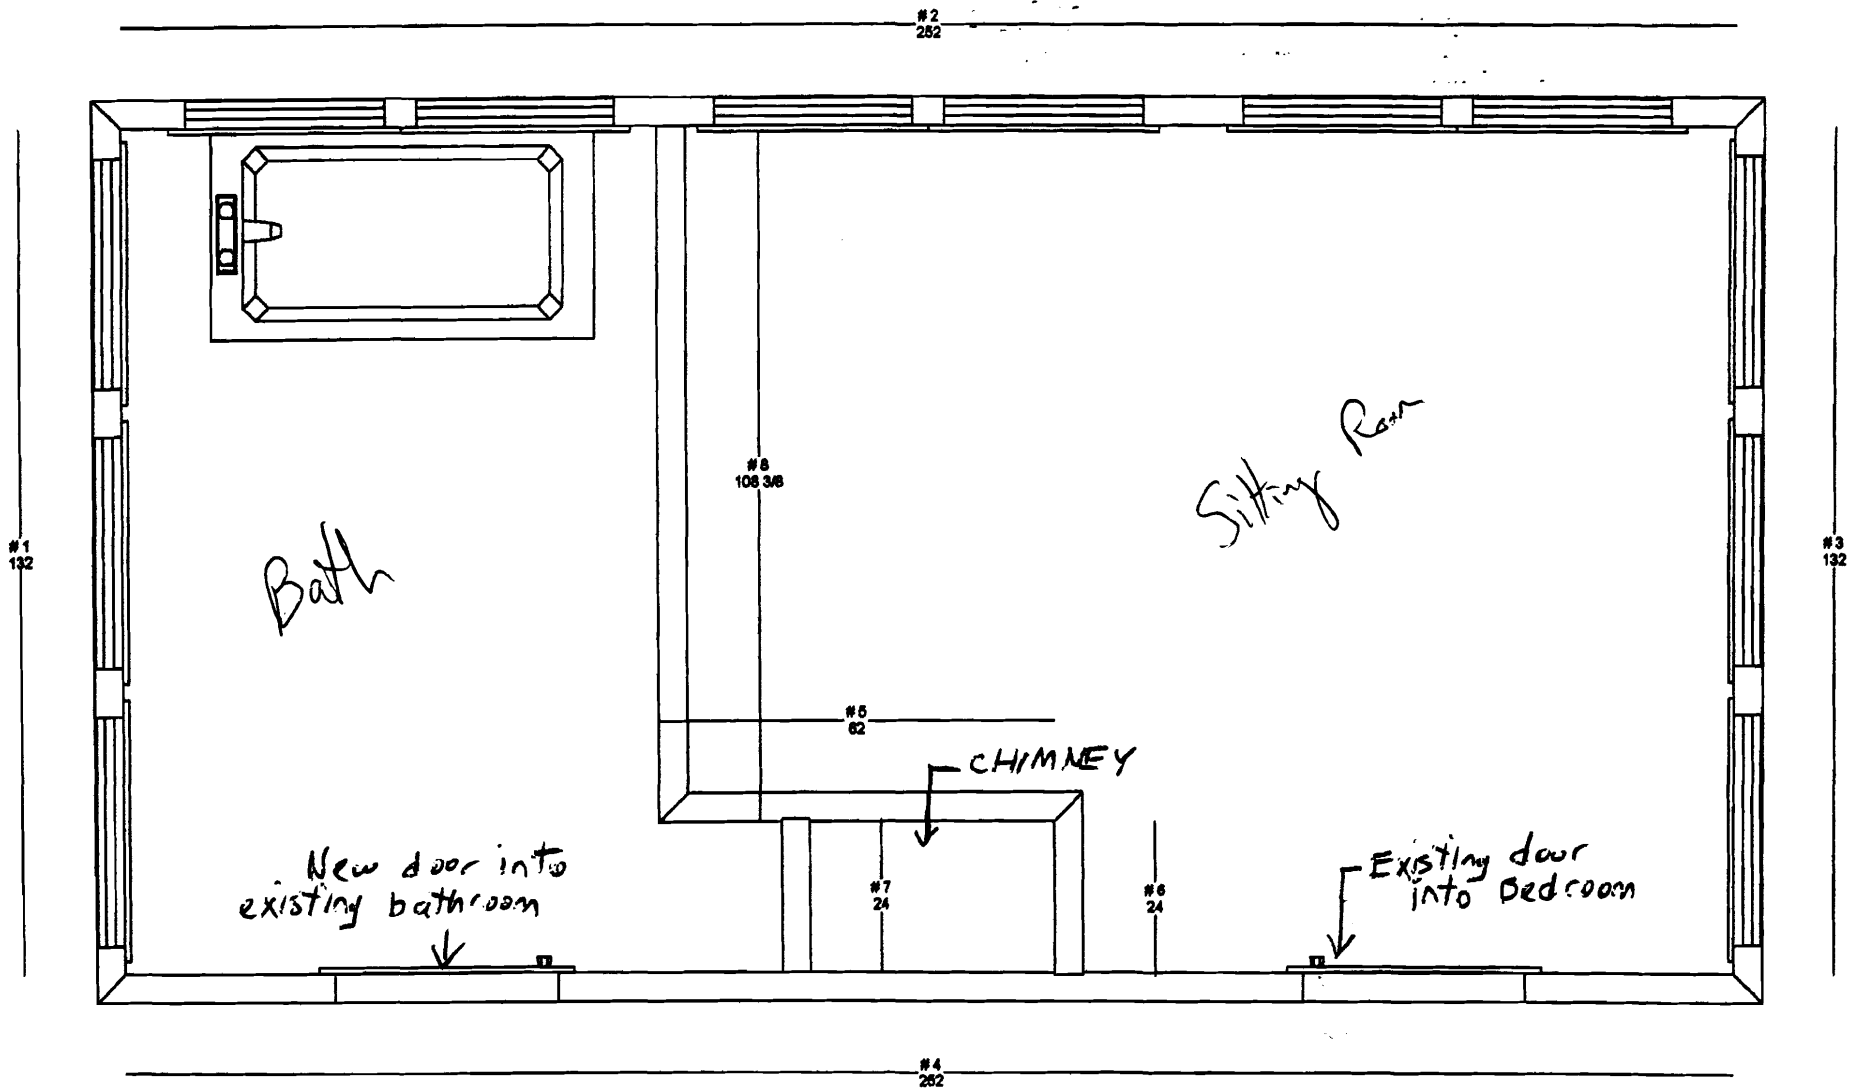 #2
252
#8
108 3/8
Sitting Room
#1
132
Bath
#3
132
#5
62
CHIMNEY
New door into
existing bathroom
#7
24
#6
24
Existing door
into Bedroom
#4
252